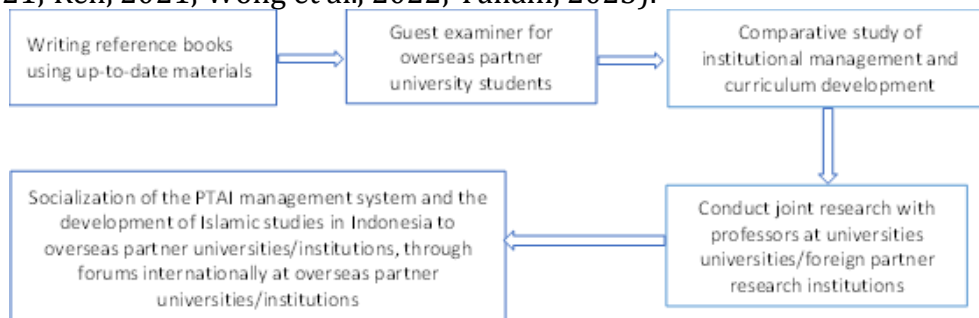 Writing reference books
using up-to-date materials
Guest examiner for
overseas partner
university students
Comparative study of
institutional management and
curriculum development
Conduct joint research with
professors at universities
universities/foreign partner
research institutions
Socialization of the PTAI management system and the
development of Islamic studies in Indonesia to
overseas partner universities/institutions, through
forums internationally at overseas partner
universities/institutions